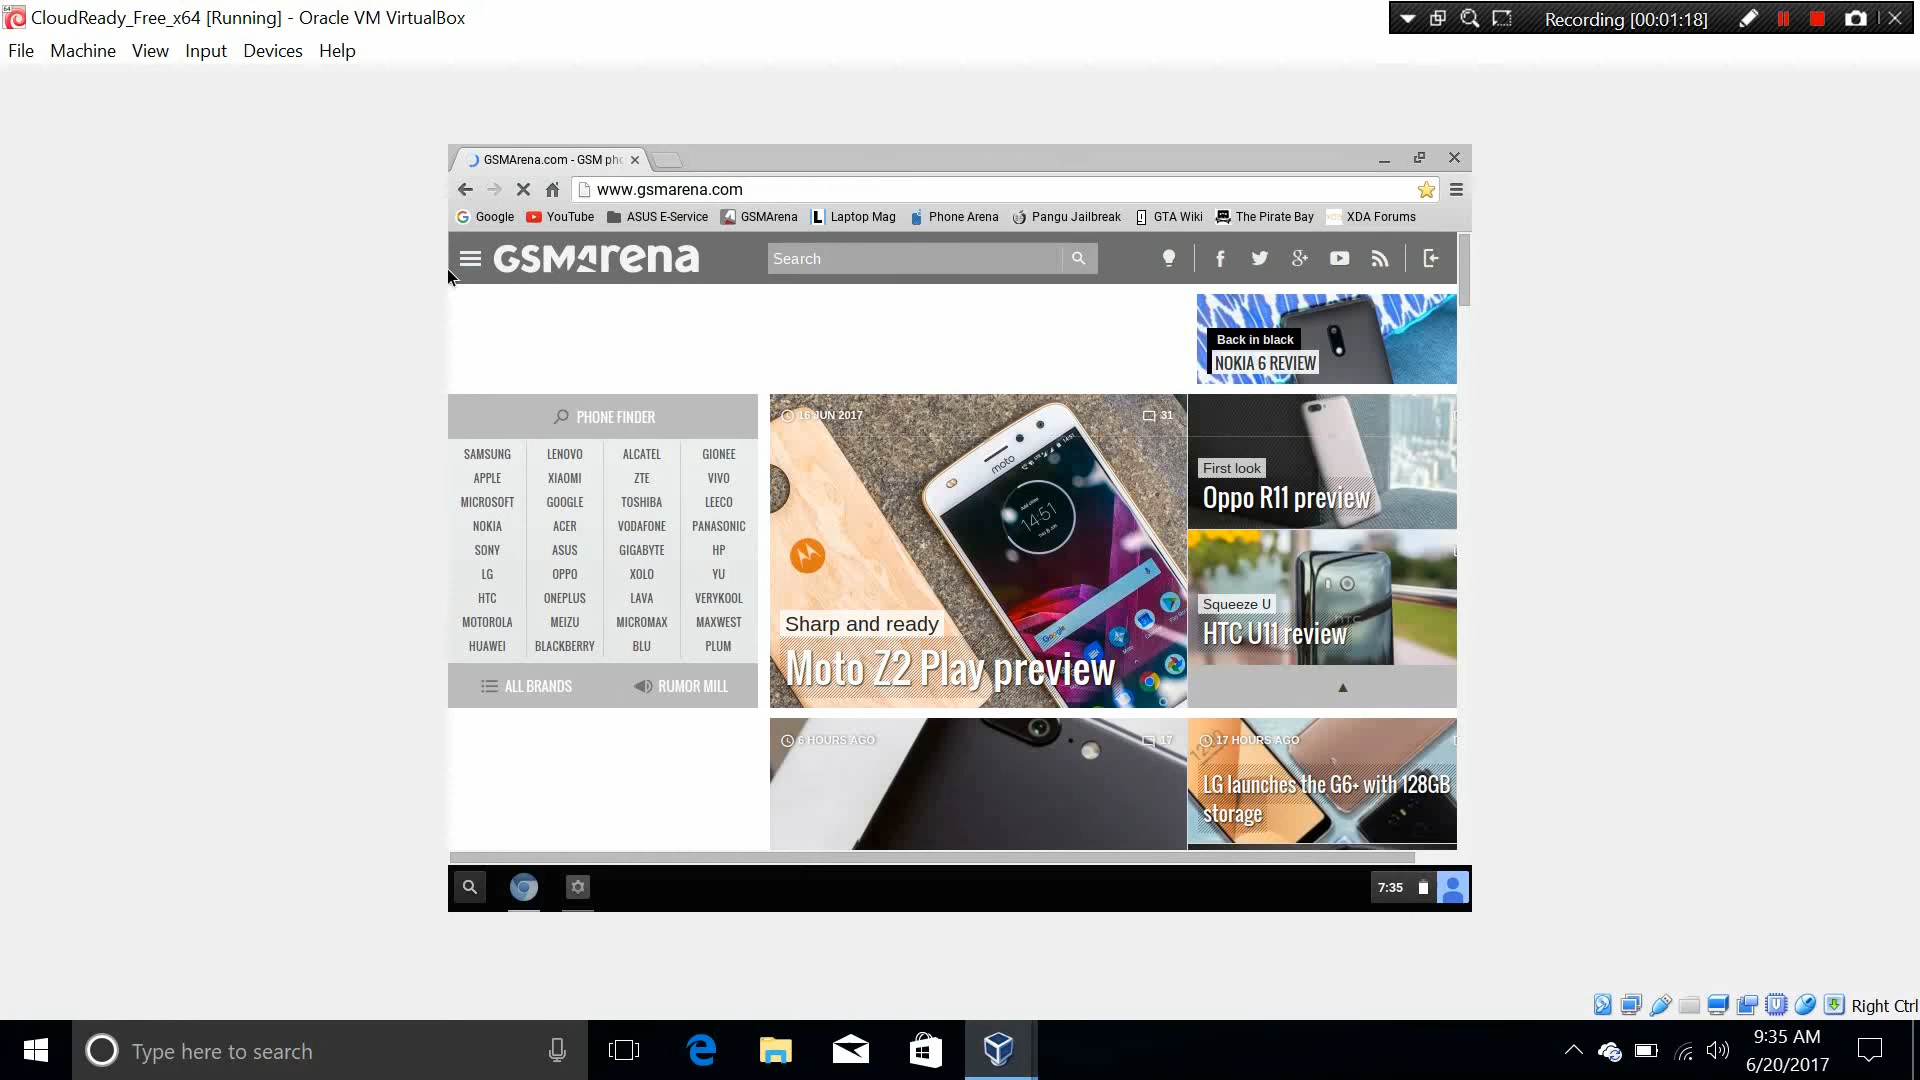 CloudReady_Free_x64 [Running] - Oracle VM VirtualBox
Recording [00:01:18]
File Machine View Input Devices Help
GSMArena.com - GSM pho
www.gsmarena.com
Google YouTube ASUS E-Service GSMArena Laptop Mag Phone Arena Pangu Jailbreak GTA Wiki The Pirate Bay XDA Forums
GSMArena
Search
Back in black
NOKIA 6 REVIEW
PHONE FINDER
SAMSUNG LENOVO ALCATEL GIONEE
APPLE XIAOMI ZTE VIVO
MICROSOFT GOOGLE TOSHIBA LEECO
NOKIA ACER VODAFONE PANASONIC
SONY ASUS GIGABYTE HP
LG OPPO XOLO YU
HTC ONEPLUS LAVA VERYKOOL
MOTOROLA MEIZU MICROMAX MAXWEST
HUAWEI BLACKBERRY BLU PLUM
ALL BRANDS RUMOR MILL
16 JUN 2017 31
moto
14:51
Google
Sharp and ready
Moto Z2 Play preview
First look
Oppo R11 preview
Squeeze U
HTC U11 review
6 HOURS AGO 17
17 HOURS AGO
LG launches the G6+ with 128GB
storage
7:35
Right Ctrl
Type here to search
9:35 AM
6/20/2017